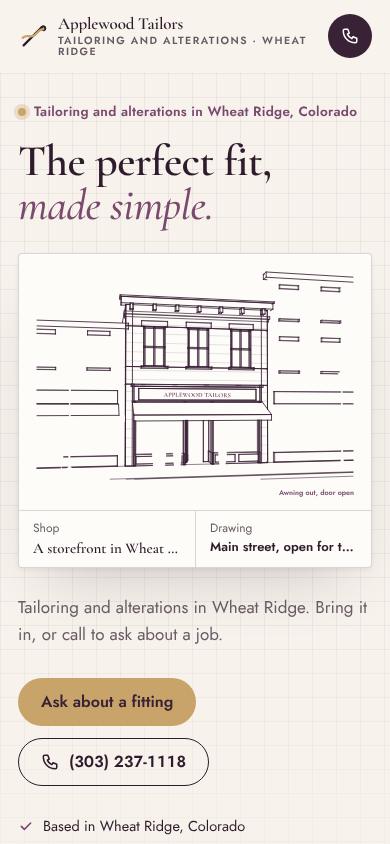 Applewood Tailors
TAILORING AND ALTERATIONS · WHEAT
RIDGE
Tailoring and alterations in Wheat Ridge, Colorado
The perfect fit,
made simple.
APPLEWOOD TAILORS
Awning out, door open
Shop
A storefront in Wheat ...
Drawing
Main street, open for t...
Tailoring and alterations in Wheat Ridge. Bring it
in, or call to ask about a job.
Ask about a fitting
(303) 237-1118
Based in Wheat Ridge, Colorado